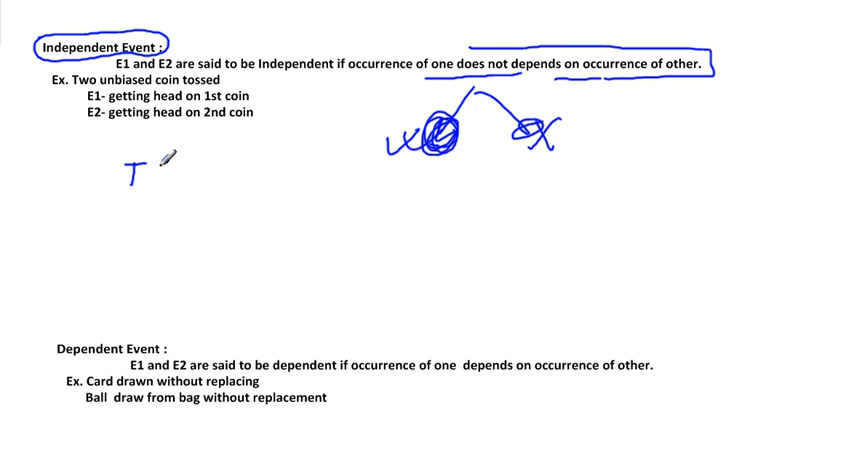 Independent Event :
E1 and E2 are said to be Independent if occurrence of one does not depends on occurrence of other.
Ex. Two unbiased coin tossed
E1- getting head on 1st coin
E2- getting head on 2nd coin
T
Dependent Event :
E1 and E2 are said to be dependent if occurrence of one depends on occurrence of other.
Ex. Card drawn without replacing
Ball draw from bag without replacement